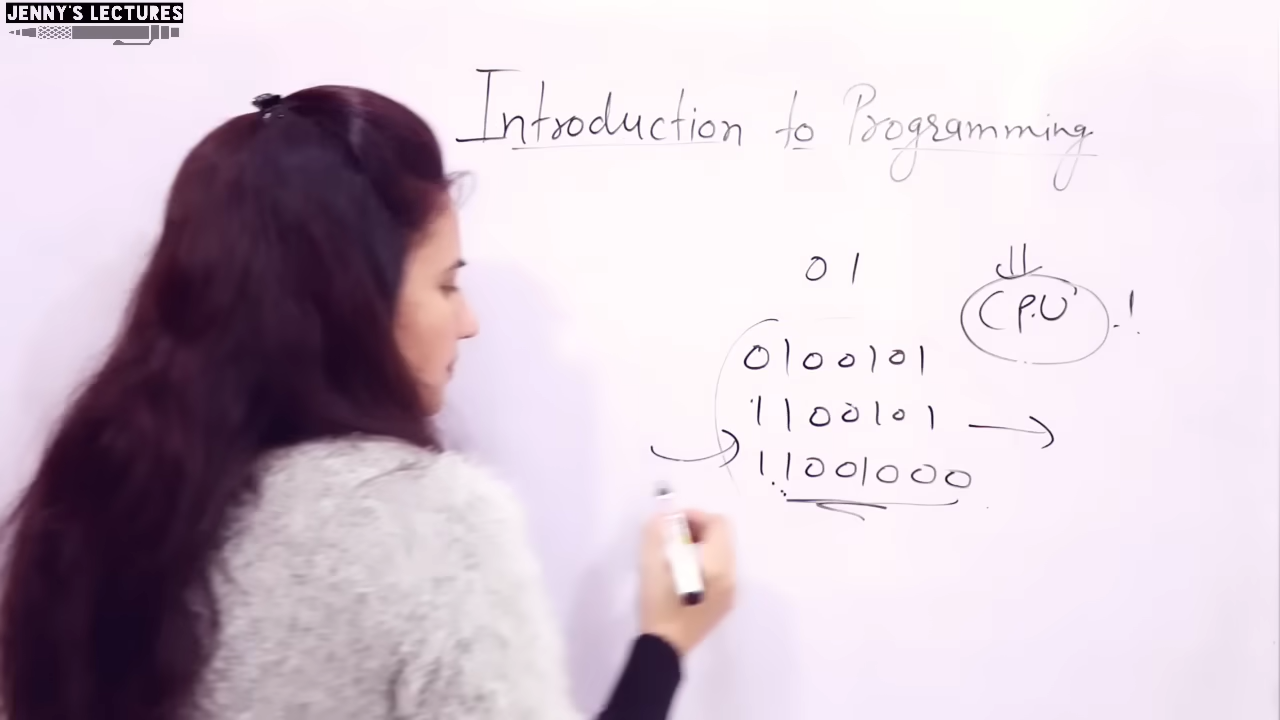 JENNY'S LECTURES
Introduction to Programming
0 1
CPU
0100101
1100101
11001000